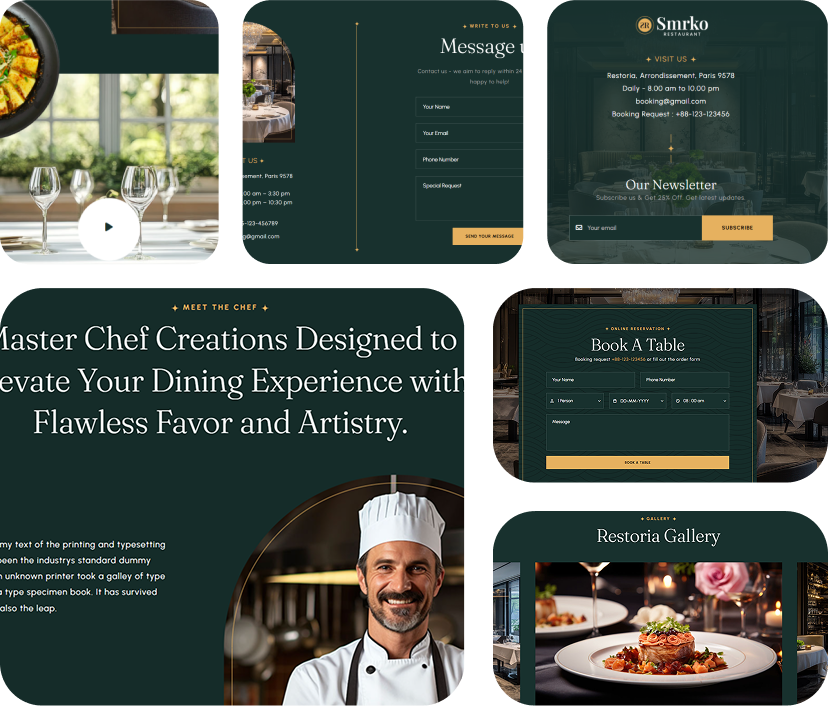 WRITE TO US
Message u
Contact us - we aim to reply within 24
happy to help!
Your Name
Your Email
Phone Number
Special Request
SEND YOUR MESSAGE
T US
sement, Paris 9578
00 am – 3:30 pm
00 pm – 10:30 pm
5-123-456789
g@gmail.com
SR
Smrko
RESTAURANT
VISIT US
Restoria, Arrondissement, Paris 9578
Daily - 8.00 am to 10.00 pm
booking@gmail.com
Booking Request : +88-123-123456
Our Newsletter
Subscribe us & Get 25% Off. Get latest updates.
Your email
SUBSCRIBE
MEET THE CHEF
Master Chef Creations Designed to
evate Your Dining Experience with
Flawless Favor and Artistry.
my text of the printing and typesetting
been the industrys standard dummy
n unknown printer took a galley of type
a type specimen book. It has survived
also the leap.
ONLINE RESERVATION
Book A Table
Booking request +88-123-123456 or fill out the order form
Your Name
Phone Number
1 Person
DD-MM-YYYY
08 : 00 am
Message
BOOK A TABLE
GALLERY
Restoria Gallery